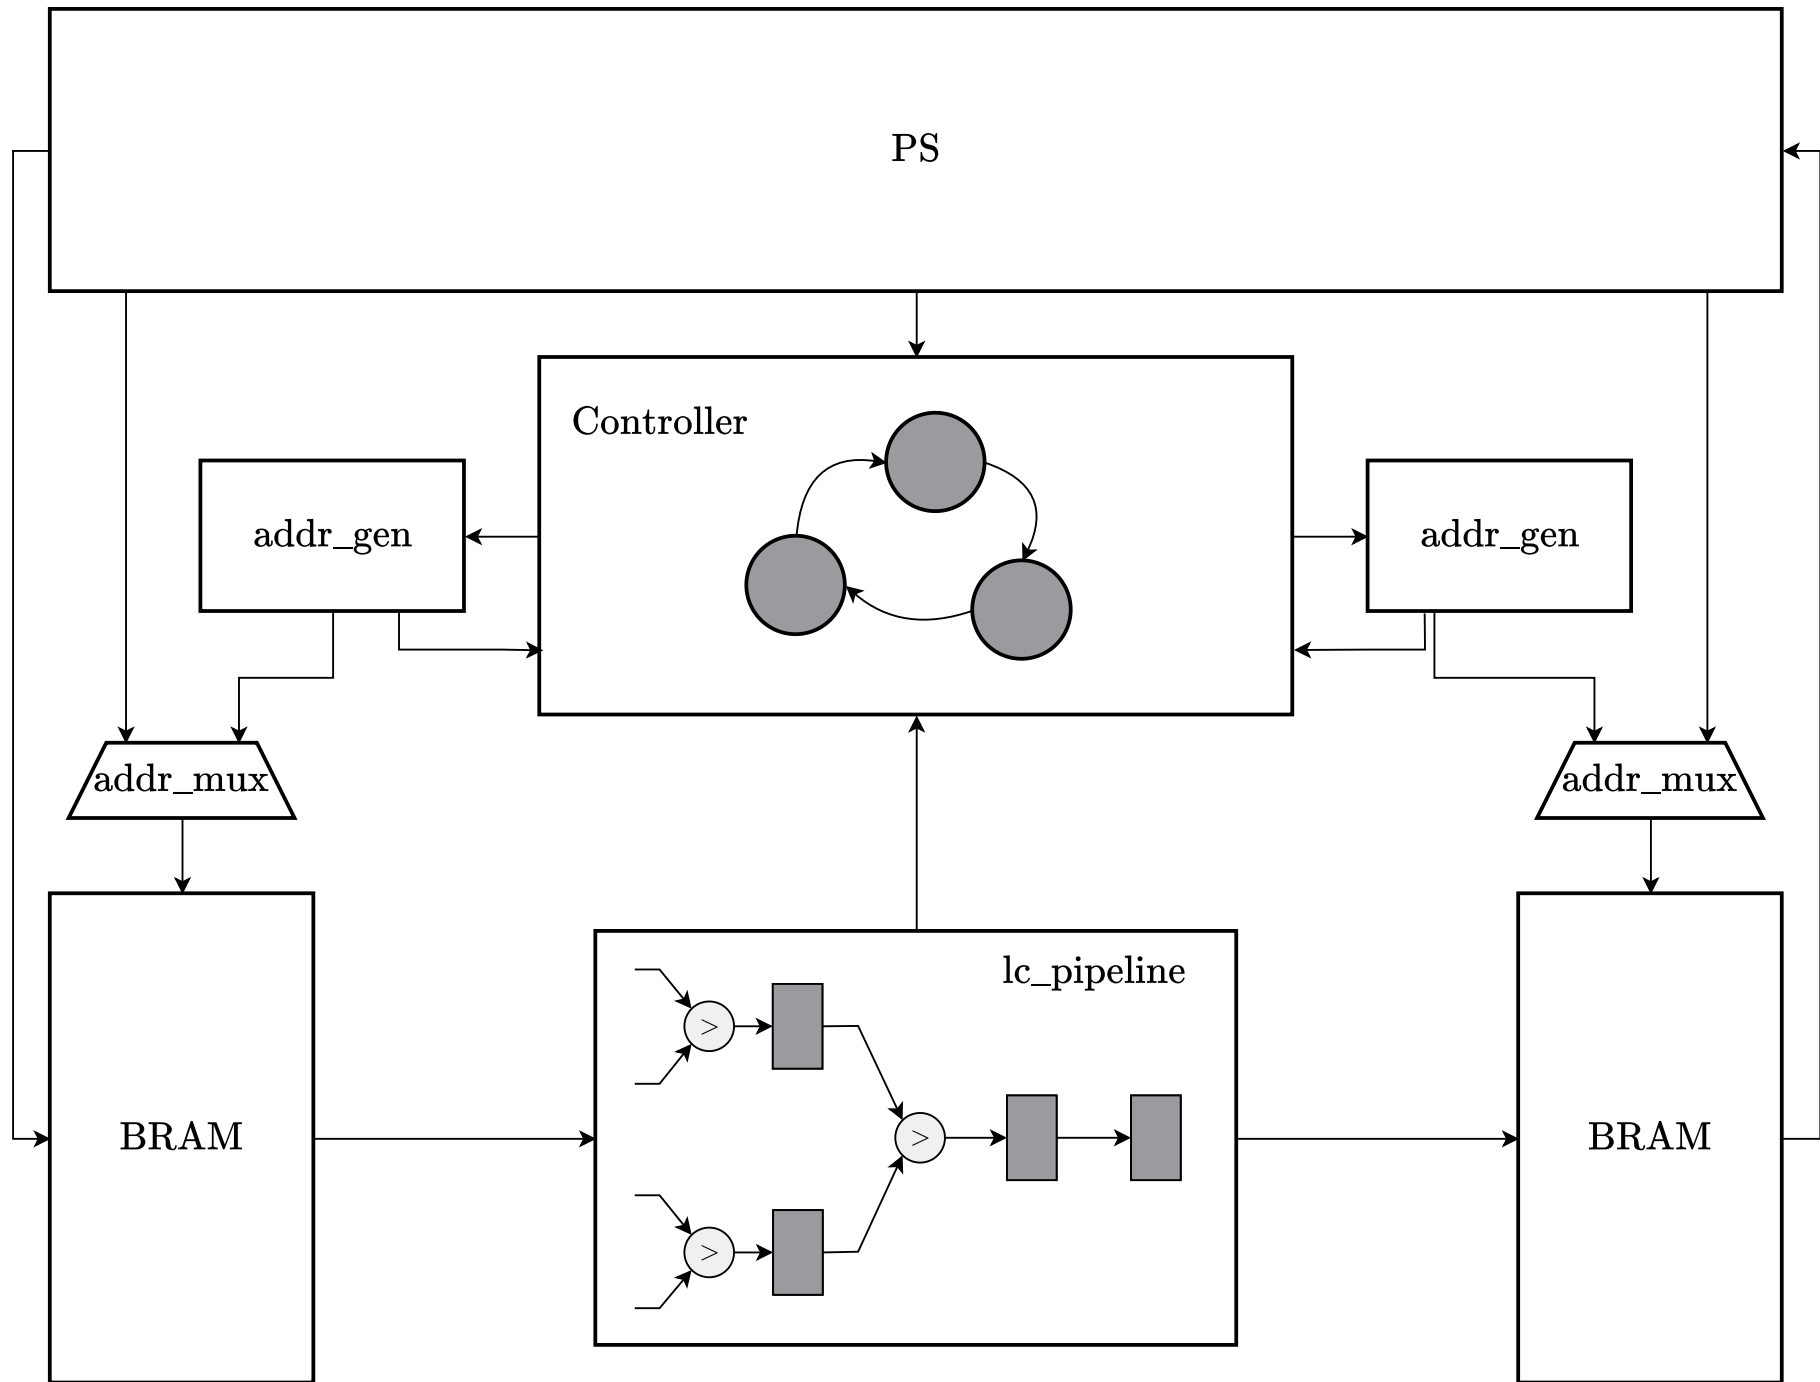 PS
Controller
addr_gen
addr_gen
addr_mux
addr_mux
lc_pipeline
>
>
>
BRAM
BRAM